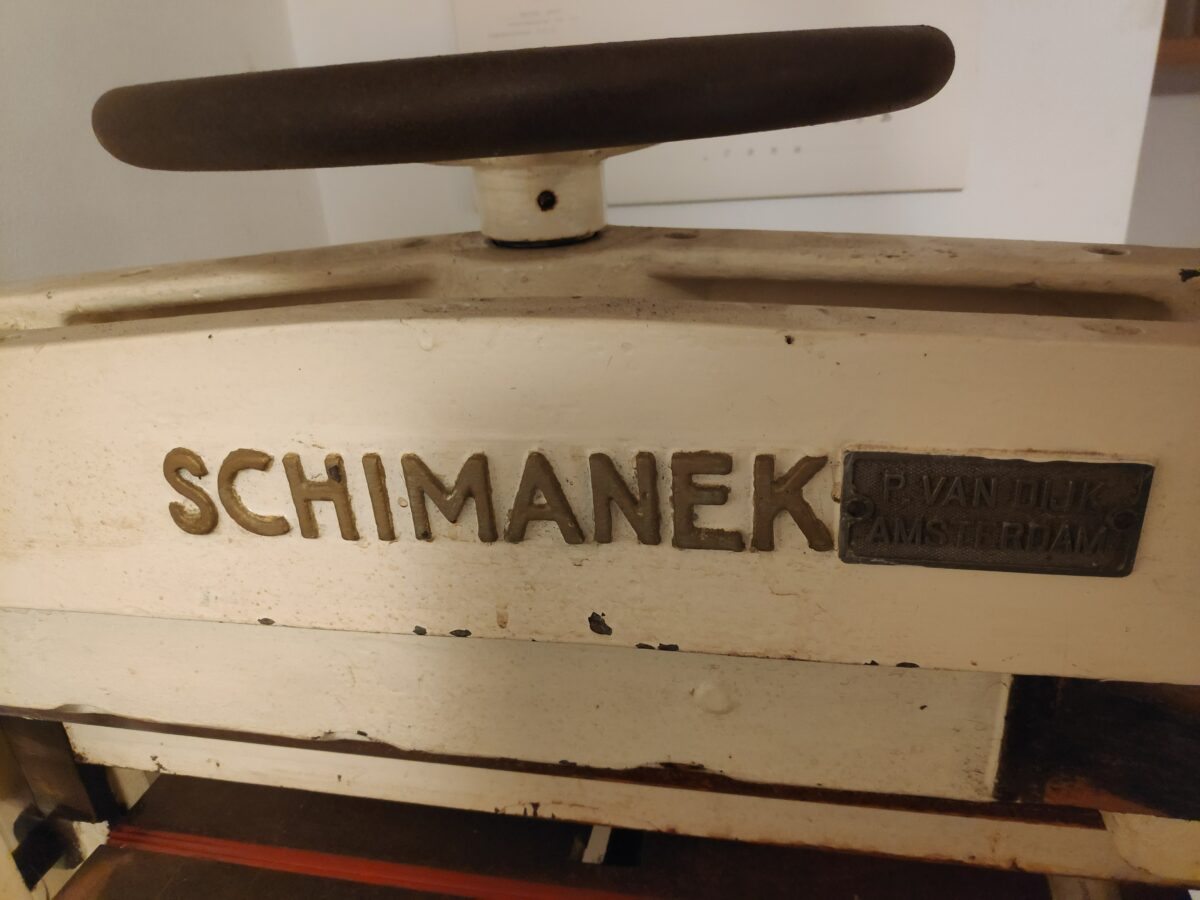 SCHIMANEK
P. VAN DIJK
AMSTERDAM